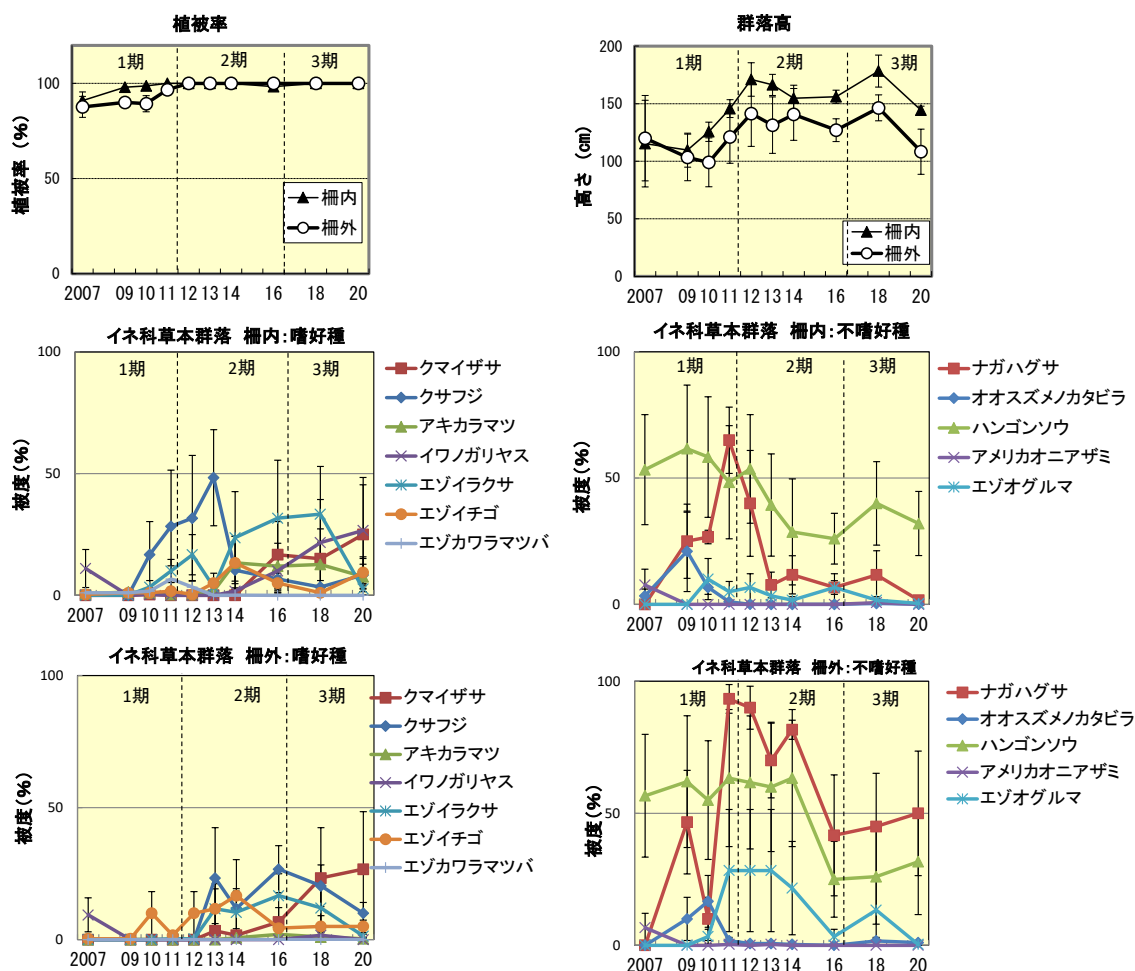 植被率
植被率 (%)
100
50
0
1期 2期 3期
柵内
柵外
2007 09 10 11 12 13 14 16 18 20
群落高
高さ (cm)
200
150
100
50
0
1期 2期 3期
柵内
柵外
2007 09 10 11 12 13 14 16 18 20
イネ科草本群落 柵内:嗜好種
被度(%)
100
50
0
1期 2期 3期
2007 09 10 11 12 13 14 16 18 20
クマイザサ
クサフジ
アキカラマツ
イワノガリヤス
エゾイラクサ
エゾイチゴ
エゾカワラマツバ
イネ科草本群落 柵内:不嗜好種
被度(%)
100
50
0
1期 2期 3期
2007 09 10 11 12 13 14 16 18 20
ナガハグサ
オオスズメノカタビラ
ハンゴンソウ
アメリカオニアザミ
エゾオグルマ
イネ科草本群落 柵外:嗜好種
被度(%)
100
50
0
1期 2期 3期
2007 09 10 11 12 13 14 16 18 20
クマイザサ
クサフジ
アキカラマツ
イワノガリヤス
エゾイラクサ
エゾイチゴ
エゾカワラマツバ
イネ科草本群落 柵外:不嗜好種
被度(%)
100
50
0
1期 2期 3期
2007 09 10 11 12 13 14 16 18 20
ナガハグサ
オオスズメノカタビラ
ハンゴンソウ
アメリカオニアザミ
エゾオグルマ